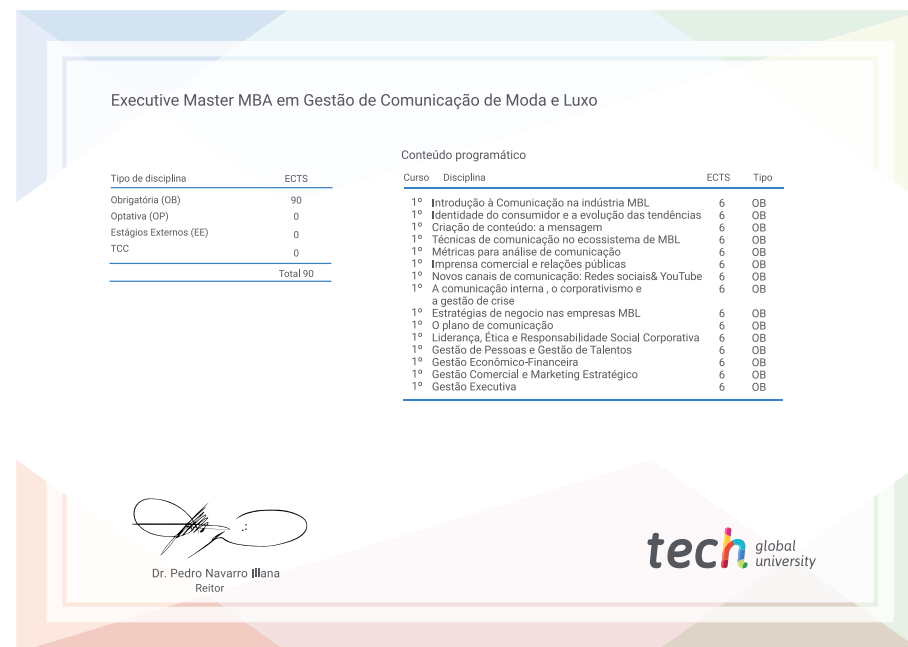 Executive Master MBA em Gestão de Comunicação de Moda e Luxo
Tipo de disciplina ECTS
Obrigatória (OB) 90
Optativa (OP) 0
Estágios Externos (EE) 0
TCC 0
Total 90
Conteúdo programático
Curso Disciplina ECTS Tipo
1º Introdução à Comunicação na indústria MBL 6 OB
1º Identidade do consumidor e a evolução das tendências 6 OB
1º Criação de conteúdo: a mensagem 6 OB
1º Técnicas de comunicação no ecossistema de MBL 6 OB
1º Métricas para análise de comunicação 6 OB
1º Imprensa comercial e relações públicas 6 OB
1º Novos canais de comunicação: Redes sociais& YouTube 6 OB
1º A comunicação interna , o corporativismo e 6 OB
a gestão de crise
1º Estratégias de negocio nas empresas MBL 6 OB
1º O plano de comunicação 6 OB
1º Liderança, Ética e Responsabilidade Social Corporativa 6 OB
1º Gestão de Pessoas e Gestão de Talentos 6 OB
1º Gestão Econômico-Financeira 6 OB
1º Gestão Comercial e Marketing Estratégico 6 OB
1º Gestão Executiva 6 OB
Dr. Pedro Navarro Illana
Reitor
tech global
university